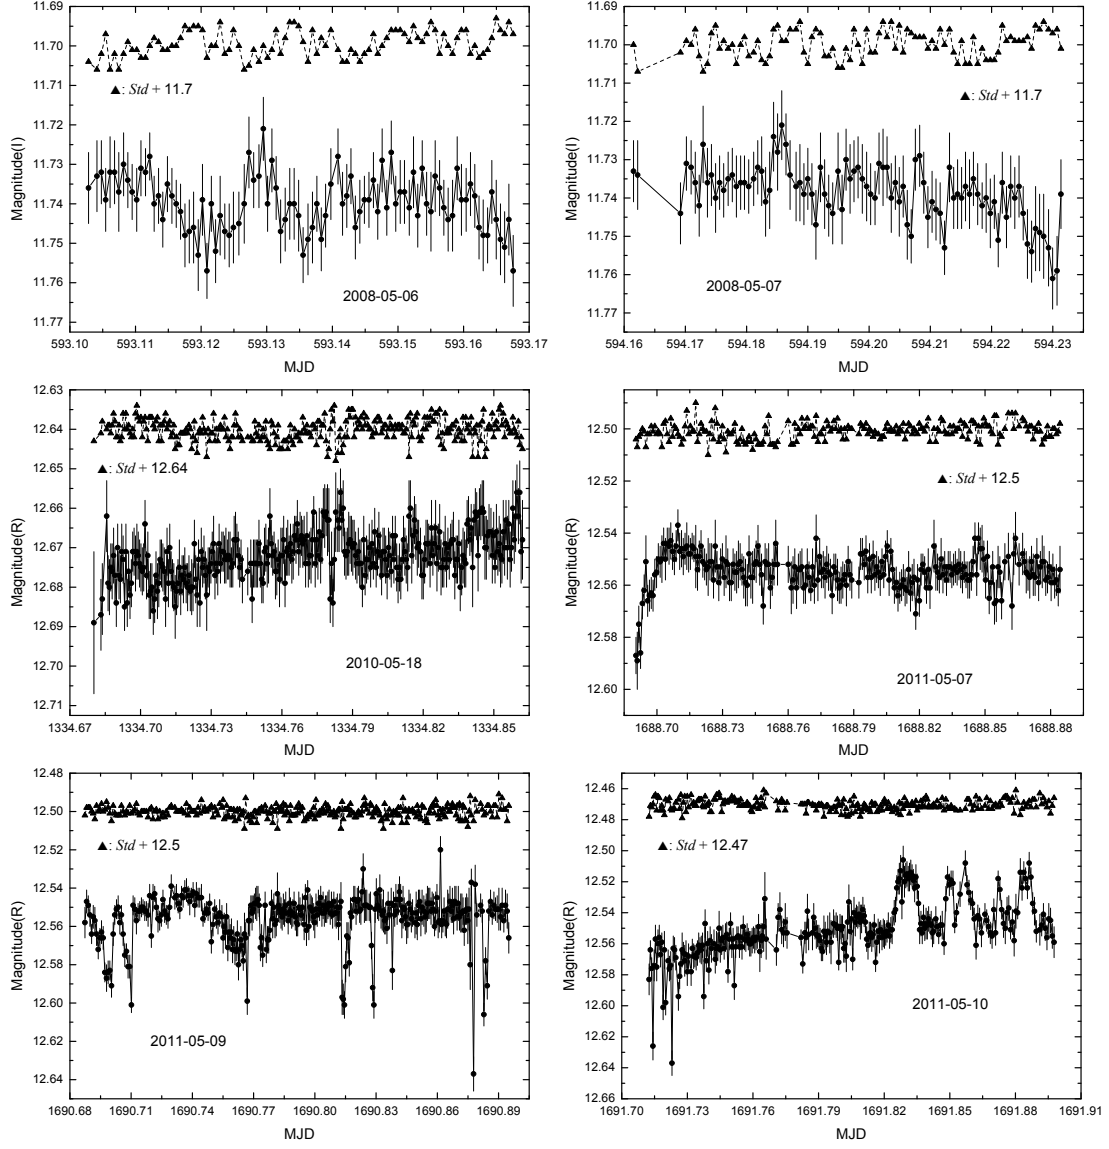 11.69
11.70
11.71
11.72
11.73
11.74
11.75
11.76
11.77
Magnitude(I)
▲: Std + 11.7
2008-05-06
593.10 593.11 593.12 593.13 593.14 593.15 593.16 593.17
MJD
11.69
11.70
11.71
11.72
11.73
11.74
11.75
11.76
11.77
Magnitude(I)
▲: Std + 11.7
2008-05-07
594.16 594.17 594.18 594.19 594.20 594.21 594.22 594.23
MJD
12.63
12.64
12.65
12.66
12.67
12.68
12.69
12.70
12.71
Magnitude(R)
▲: Std + 12.64
2010-05-18
1334.67 1334.70 1334.73 1334.76 1334.79 1334.82 1334.85
MJD
12.50
12.52
12.54
12.56
12.58
12.60
Magnitude(R)
▲: Std + 12.5
2011-05-07
1688.70 1688.73 1688.76 1688.79 1688.82 1688.85 1688.88
MJD
12.48
12.50
12.52
12.54
12.56
12.58
12.60
12.62
12.64
Magnitude(R)
▲: Std + 12.5
2011-05-09
1690.68 1690.71 1690.74 1690.77 1690.80 1690.83 1690.86 1690.89
MJD
12.46
12.48
12.50
12.52
12.54
12.56
12.58
12.60
12.62
12.64
12.66
Magnitude(R)
▲: Std + 12.47
2011-05-10
1691.70 1691.73 1691.76 1691.79 1691.82 1691.85 1691.88 1691.91
MJD